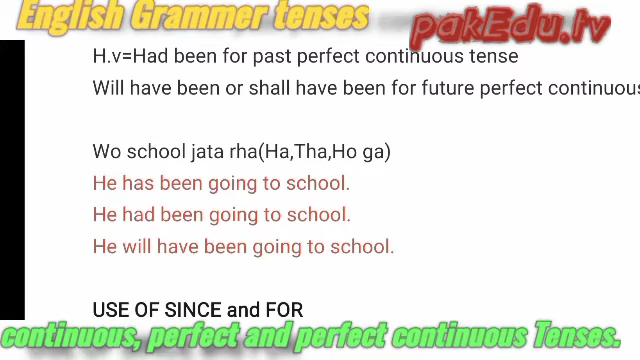 English Grammer tenses
pakEdu.tv
H.v=Had been for past perfect continuous tense
Will have been or shall have been for future perfect continuous
Wo school jata rha(Ha,Tha,Ho ga)
He has been going to school.
He had been going to school.
He will have been going to school.
USE OF SINCE and FOR
continuous, perfect and perfect continuous Tenses.